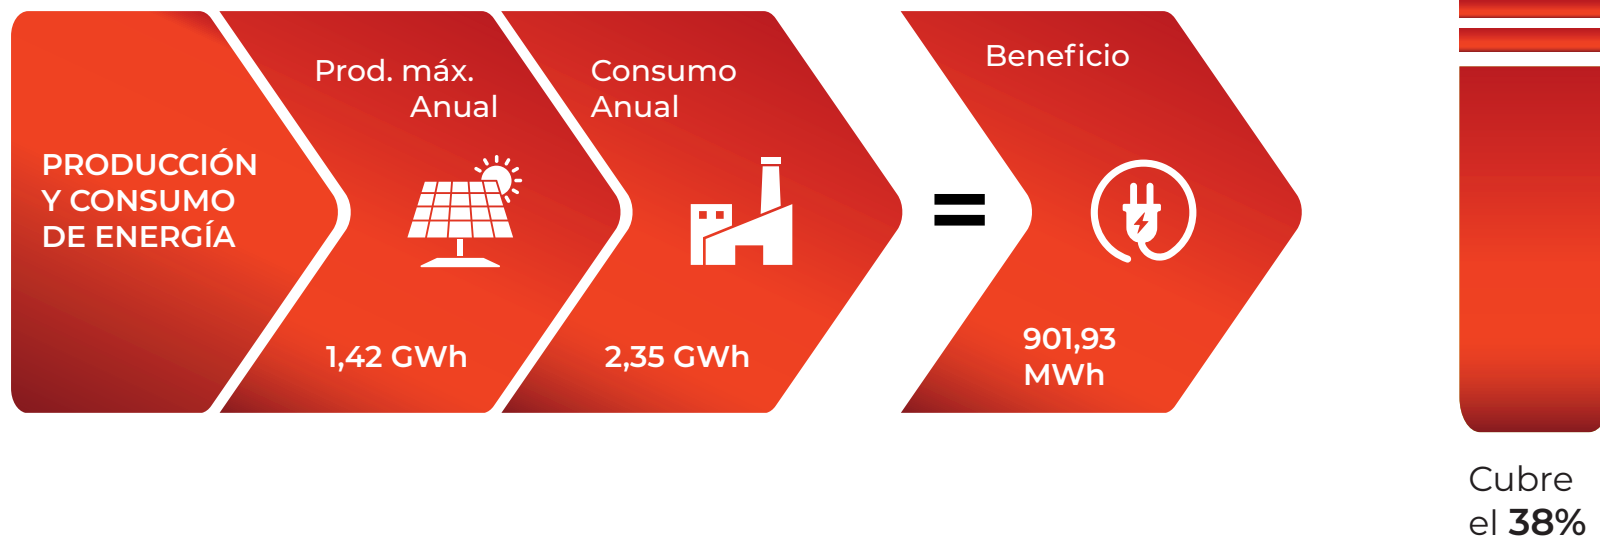 PRODUCCIÓN
Y CONSUMO
DE ENERGÍA
Prod. máx.
Anual
1,42 GWh
Consumo
Anual
2,35 GWh
=
Beneficio
901,93
MWh
Cubre
el 38%